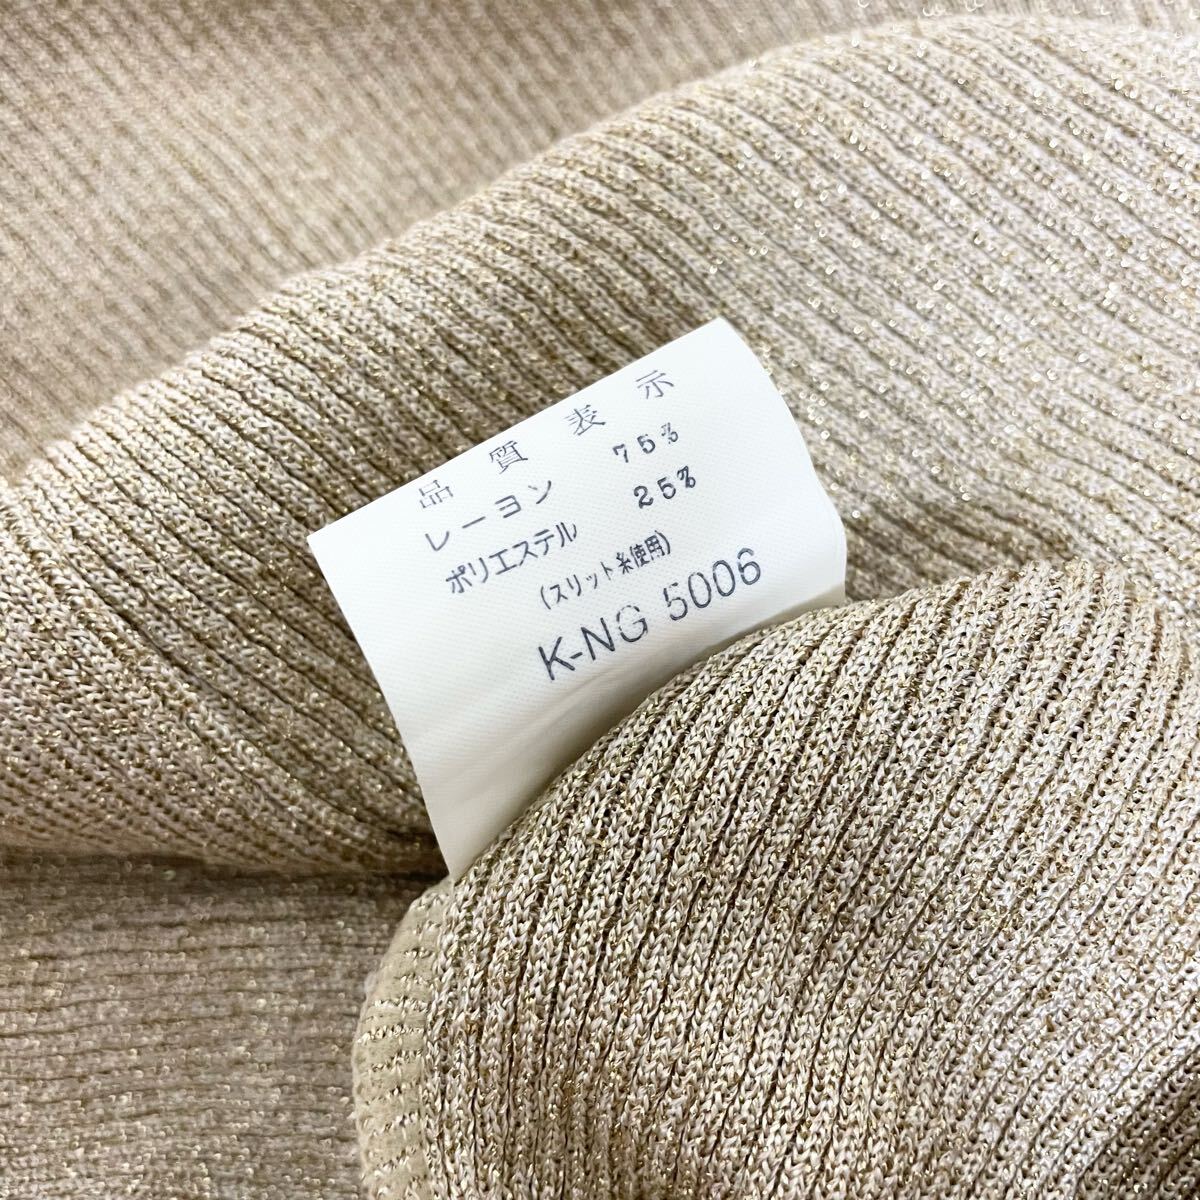 品質表示
レーヨン 75%
ポリエステル 25%
(スリット糸使用)
K-NG 5006